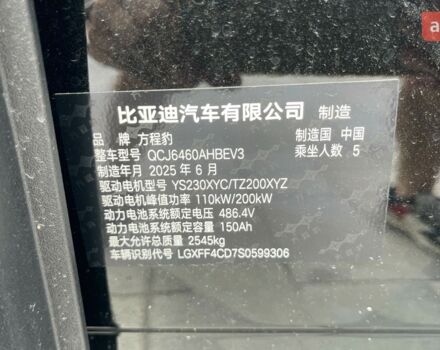 a
比亚迪汽车有限公司 制造
品 牌 方程豹 制造国 中国
整车型号 QCJ6460AHBEV3 乘坐人数 5
制造年月 2025 年 6 月
驱动电机型号 YS230XYC/TZ200XYZ
驱动电机峰值功率 110kW/200kW
动力电池系统额定电压 486.4V
动力电池系统额定容量 150Ah
最大允许总质量 2545kg
车辆识别代号 LGXFF4CD7S0599306